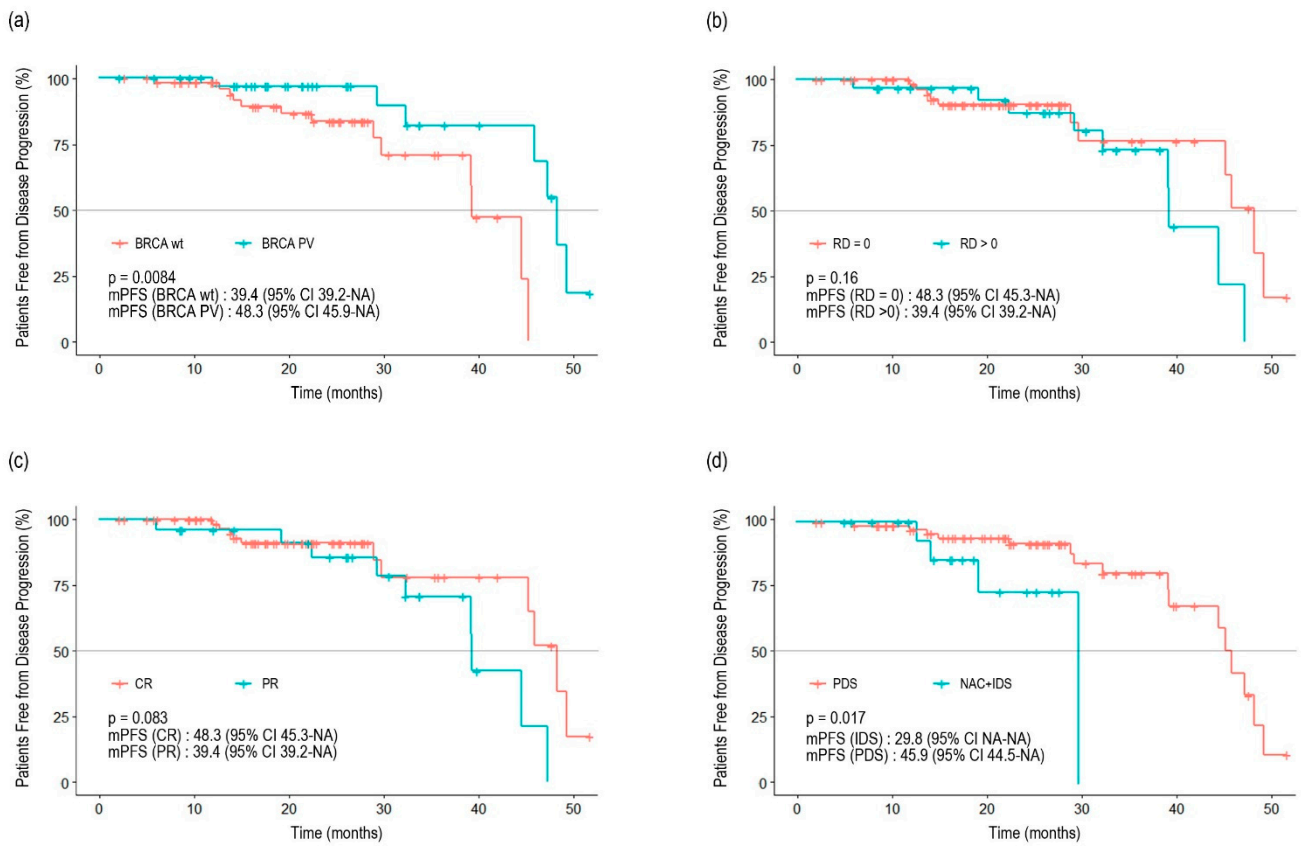 (a)
Patients Free from Disease Progression (%)
100
75
50
25
0
BRCA wt
BRCA PV
p = 0.0084
mPFS (BRCA wt) : 39.4 (95% CI 39.2-NA)
mPFS (BRCA PV) : 48.3 (95% CI 45.9-NA)
0 10 20 30 40 50
Time (months)
(b)
Patients Free from Disease Progression (%)
100
75
50
25
0
RD = 0
RD > 0
p = 0.16
mPFS (RD = 0) : 48.3 (95% CI 45.3-NA)
mPFS (RD >0) : 39.4 (95% CI 39.2-NA)
0 10 20 30 40 50
Time (months)
(c)
Patients Free from Disease Progression (%)
100
75
50
25
0
CR
PR
p = 0.083
mPFS (CR) : 48.3 (95% CI 45.3-NA)
mPFS (PR) : 39.4 (95% CI 39.2-NA)
0 10 20 30 40 50
Time (months)
(d)
Patients Free from Disease Progression (%)
100
75
50
25
0
PDS
NAC+IDS
p = 0.017
mPFS (IDS) : 29.8 (95% CI NA-NA)
mPFS (PDS) : 45.9 (95% CI 44.5-NA)
0 10 20 30 40 50
Time (months)